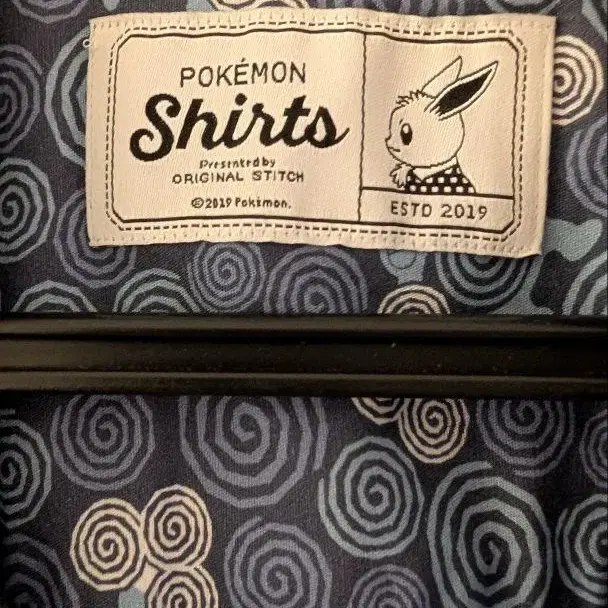 POKÉMON
Shirts
Presented by
ORIGINAL STITCH
©2019 Pokémon.
ESTD 2019